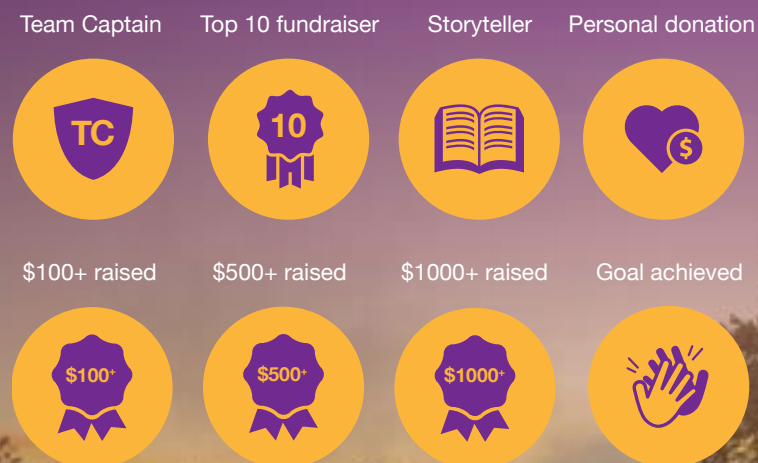 Team Captain
Top 10 fundraiser
Storyteller
Personal donation
TC
10
$
$100+ raised
$500+ raised
$1000+ raised
Goal achieved
$100+
$500+
$1000+